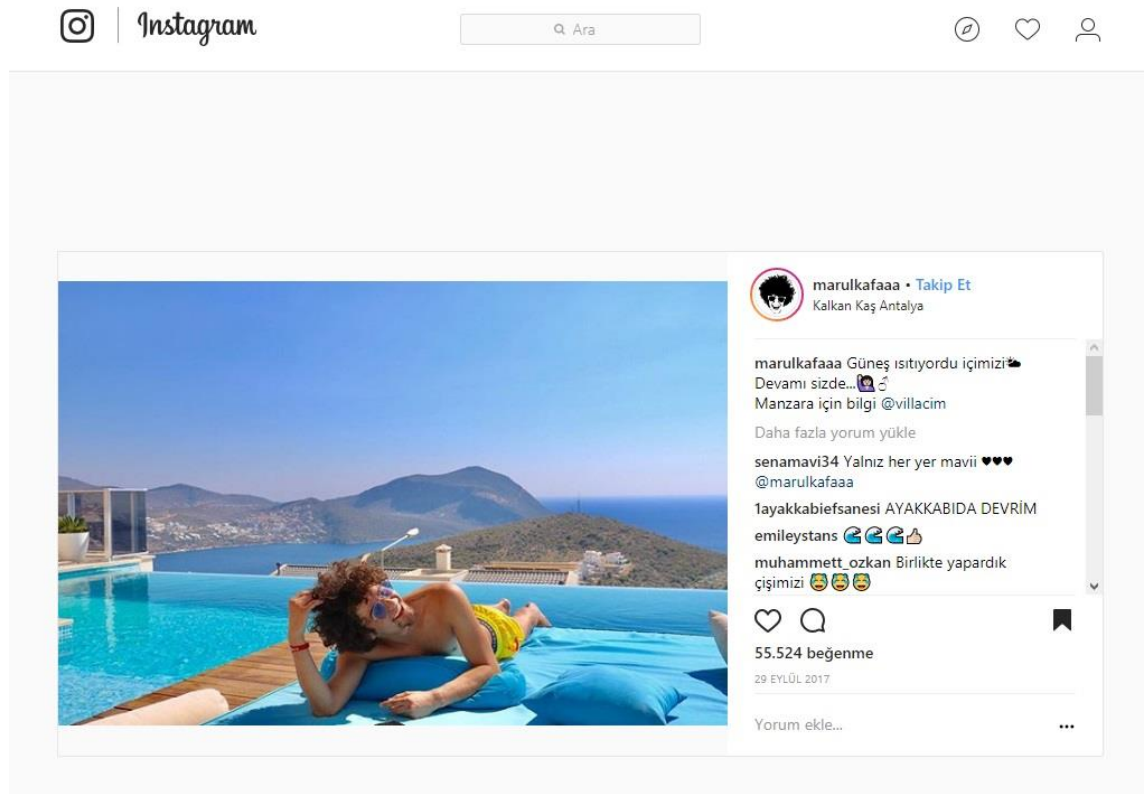 Instagram
Ara
marulkafaaa • Takip Et
Kalkan Kaş Antalya
marulkafaaa Güneş ısıtıyordu içimizi🌥
Devamı sizde...🙋🏻♂
Manzara için bilgi @villacim
Daha fazla yorum yükle
senamavi34 Yalnız her yer mavii ♥♥♥
@marulkafaaa
1ayakkabiefsanesi AYAKKABIDA DEVRİM
emileystans 🌊🌊🌊👍🏻
muhammett_ozkan Birlikte yapardık
çişimizi 😂😂😂
55.524 beğenme
29 EYLÜL 2017
Yorum ekle...